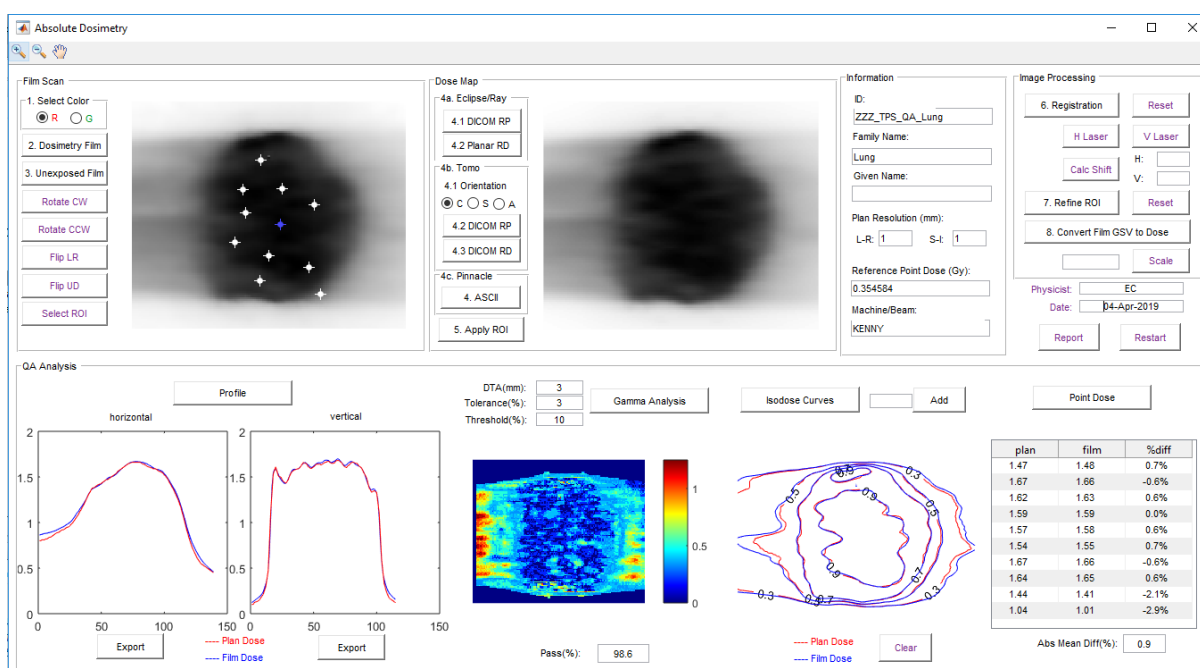 Absolute Dosimetry
Film Scan
1. Select Color
R G
2. Dosimetry Film
3. Unexposed Film
Rotate CW
Rotate CCW
Flip LR
Flip UD
Select ROI
Dose Map
4a. Eclipse/Ray
4.1 DICOM RP
4.2 Planar RD
4b. Tomo
4.1 Orientation
C S A
4.2 DICOM RP
4.3 DICOM RD
4c. Pinnacle
4. ASCII
5. Apply ROI
Information
ID:
ZZZ_TPS_QA_Lung
Family Name:
Lung
Given Name:
Plan Resolution (mm):
L-R: 1 S-I: 1
Reference Point Dose (Gy):
0.354584
Machine/Beam:
KENNY
Image Processing
6. Registration Reset
H Laser V Laser
Calc Shift H:
V:
7. Refine ROI Reset
8. Convert Film GSV to Dose
Scale
Physicist: EC
Date: 04-Apr-2019
Report Restart
QA Analysis
Profile
horizontal vertical
2
1.5
1
0.5
0
0 50 100 150
2
1.5
1
0.5
0
0 50 100 150
Export
---- Plan Dose
---- Film Dose
Export
DTA(mm): 3
Tolerance(%): 3
Threshold(%): 10
Gamma Analysis
1
0.5
0
Pass(%): 98.6
Isodose Curves Add
0.9
0.3
0.5
0.9
0.5
0.9
0.7
0.3
0.7
0.3
---- Plan Dose
---- Film Dose
Clear
Point Dose
plan film %diff
1.47 1.48 0.7%
1.67 1.66 -0.6%
1.62 1.63 0.6%
1.59 1.59 0.0%
1.57 1.58 0.6%
1.54 1.55 0.7%
1.67 1.66 -0.6%
1.64 1.65 0.6%
1.44 1.41 -2.1%
1.04 1.01 -2.9%
Abs Mean Diff(%): 0.9